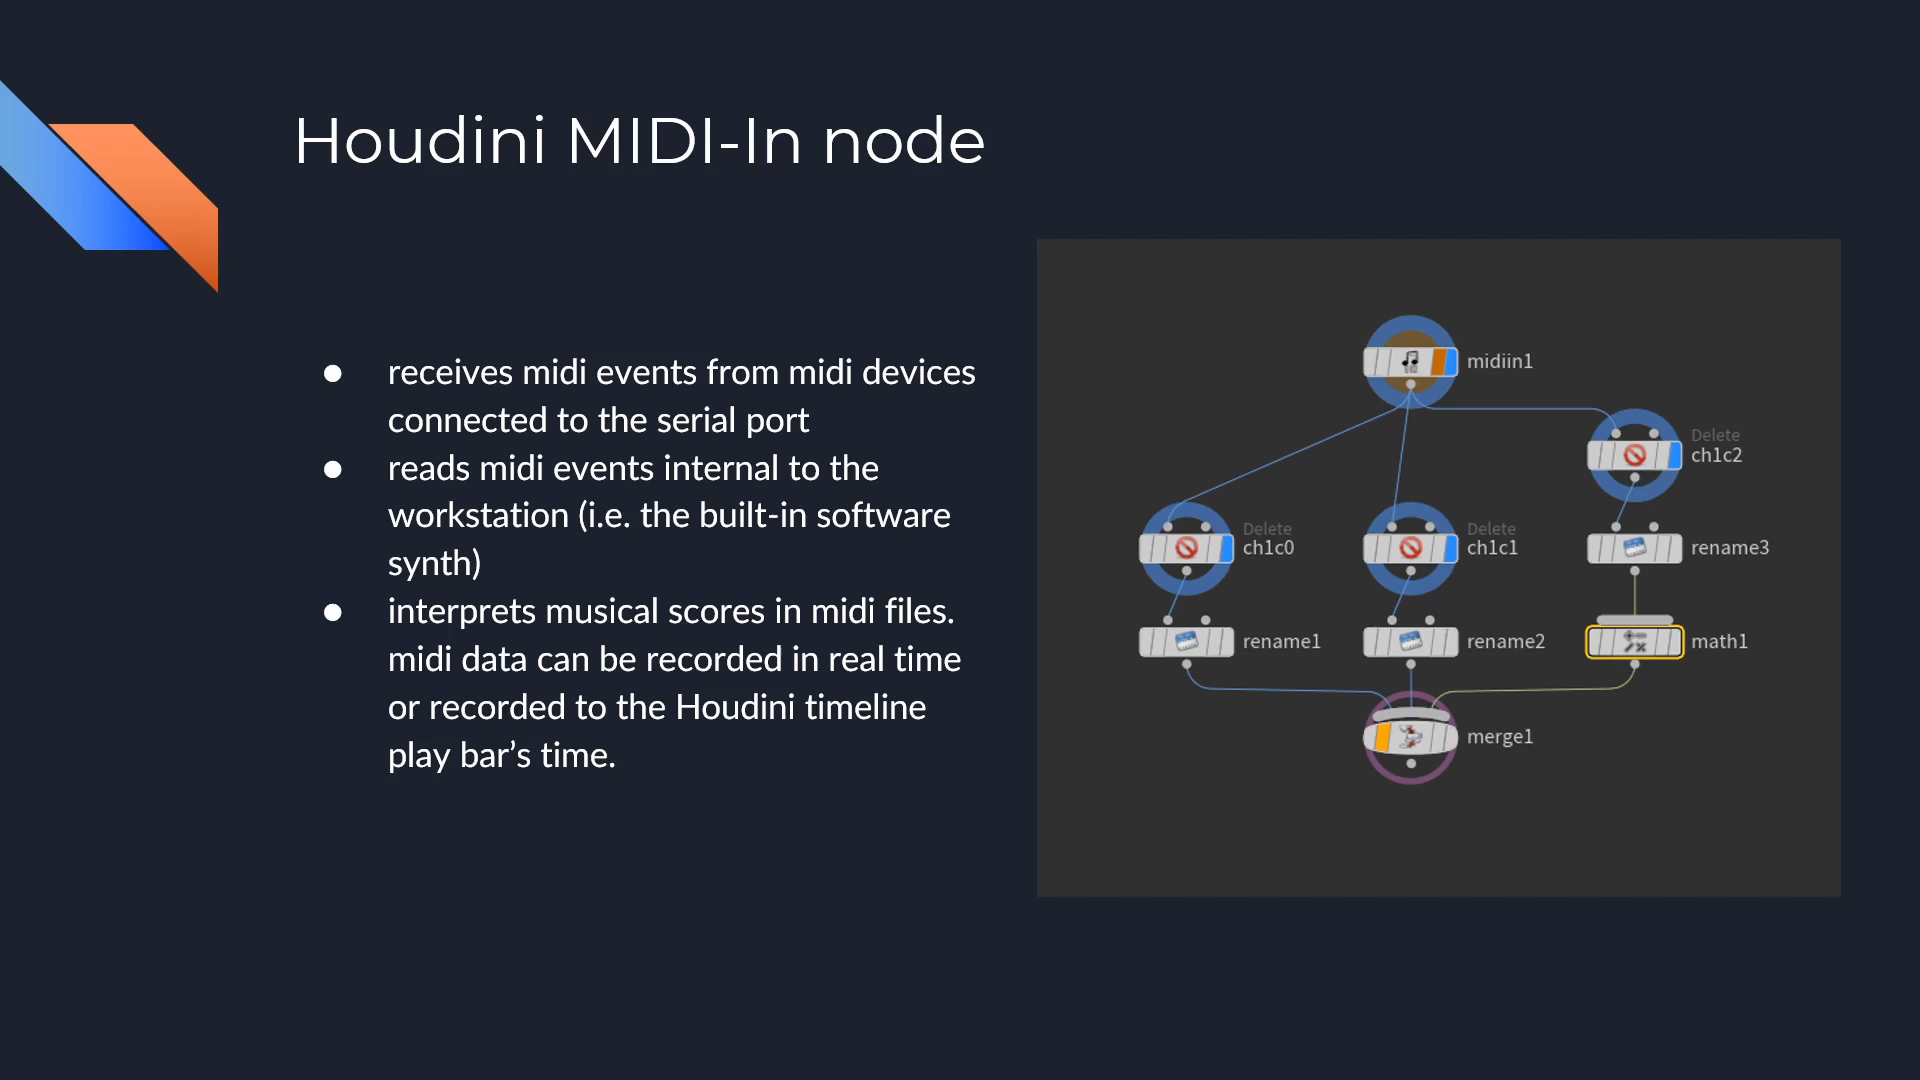 Houdini MIDI-In node
● receives midi events from midi devices
connected to the serial port
● reads midi events internal to the
workstation (i.e. the built-in software
synth)
● interprets musical scores in midi files.
midi data can be recorded in real time
or recorded to the Houdini timeline
play bar’s time.
midiin1
Delete
ch1c2
Delete
ch1c0
Delete
ch1c1
rename3
rename1
rename2
math1
merge1